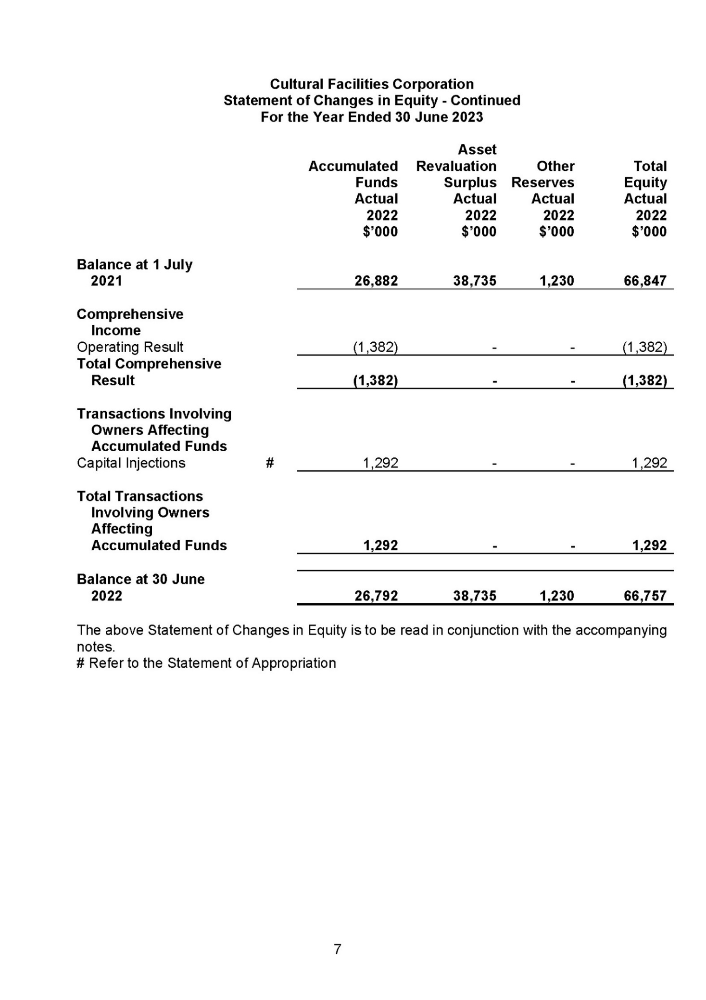 Cultural Facilities Corporation
Statement of Changes in Equity - Continued
For the Year Ended 30 June 2023
Asset
Accumulated Revaluation Other Total
Funds Surplus Reserves Equity
Actual Actual Actual Actual
2022 2022 2022 2022
$’000 $’000 $’000 $’000
Balance at 1 July
2021 26,882 38,735 1,230 66,847
Comprehensive
Income
Operating Result (1,382) - - (1,382)
Total Comprehensive
Result (1,382) - - (1,382)
Transactions Involving
Owners Affecting
Accumulated Funds
Capital Injections # 1,292 - - 1,292
Total Transactions
Involving Owners
Affecting
Accumulated Funds 1,292 - - 1,292
Balance at 30 June
2022 26,792 38,735 1,230 66,757
The above Statement of Changes in Equity is to be read in conjunction with the accompanying
notes.
# Refer to the Statement of Appropriation
7